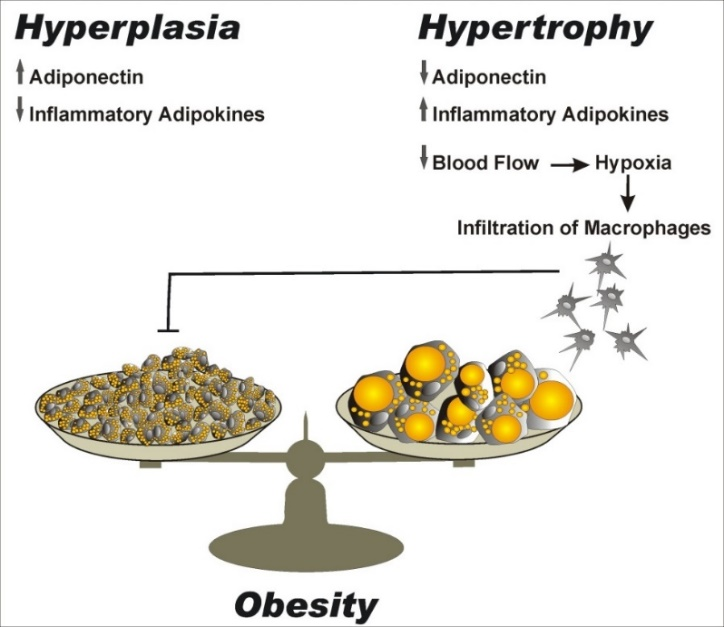 Hyperplasia
Adiponectin
Inflammatory Adipokines
Hypertrophy
Adiponectin
Inflammatory Adipokines
Blood Flow Hypoxia
Infiltration of Macrophages
Obesity